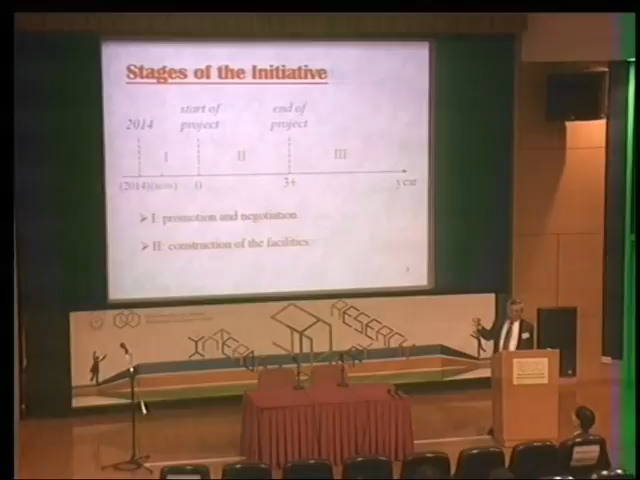 Stages of the Initiative
start of
project
end of
project
2014
I
II
III
(2014)(now)
0
3+
year
➢ I: promotion and negotiation
➢ II: construction of the facilities
RESEARCH